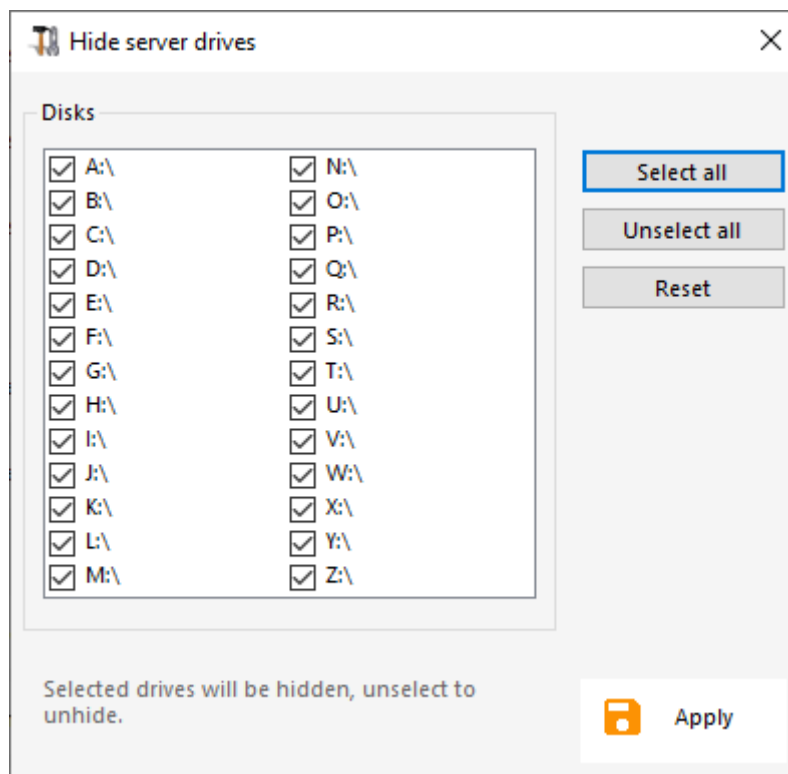 Hide server drives
Disks
A:\
B:\
C:\
D:\
E:\
F:\
G:\
H:\
I:\
J:\
K:\
L:\
M:\
N:\
O:\
P:\
Q:\
R:\
S:\
T:\
U:\
V:\
W:\
X:\
Y:\
Z:\
Select all
Unselect all
Reset
Selected drives will be hidden, unselect to
unhide.
Apply